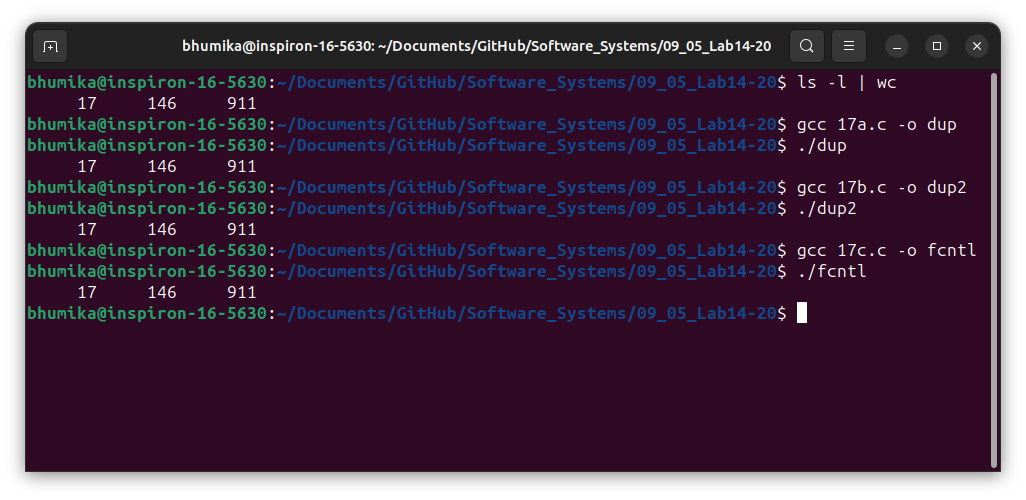 bhumika@inspiron-16-5630: ~/Documents/GitHub/Software_Systems/09_05_Lab14-20
bhumika@inspiron-16-5630:~/Documents/GitHub/Software_Systems/09_05_Lab14-20$ ls -l | wc
     17     146     911
bhumika@inspiron-16-5630:~/Documents/GitHub/Software_Systems/09_05_Lab14-20$ gcc 17a.c -o dup
bhumika@inspiron-16-5630:~/Documents/GitHub/Software_Systems/09_05_Lab14-20$ ./dup
     17     146     911
bhumika@inspiron-16-5630:~/Documents/GitHub/Software_Systems/09_05_Lab14-20$ gcc 17b.c -o dup2
bhumika@inspiron-16-5630:~/Documents/GitHub/Software_Systems/09_05_Lab14-20$ ./dup2
     17     146     911
bhumika@inspiron-16-5630:~/Documents/GitHub/Software_Systems/09_05_Lab14-20$ gcc 17c.c -o fcntl
bhumika@inspiron-16-5630:~/Documents/GitHub/Software_Systems/09_05_Lab14-20$ ./fcntl
     17     146     911
bhumika@inspiron-16-5630:~/Documents/GitHub/Software_Systems/09_05_Lab14-20$